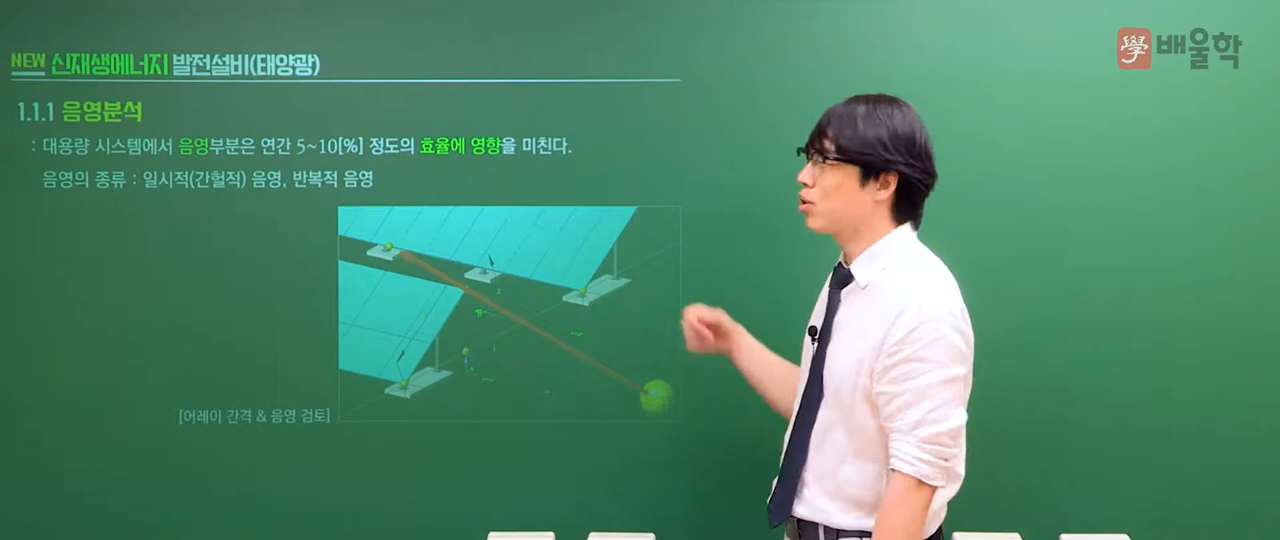 學 배울학
NEW 신재생에너지 발전설비(태양광)
1.1.1 음영분석
: 대용량 시스템에서 음영부분은 연간 5~10[%] 정도의 효율에 영향을 미친다.
음영의 종류 : 일시적(간헐적) 음영, 반복적 음영
[어레이 간격 & 음영 검토]